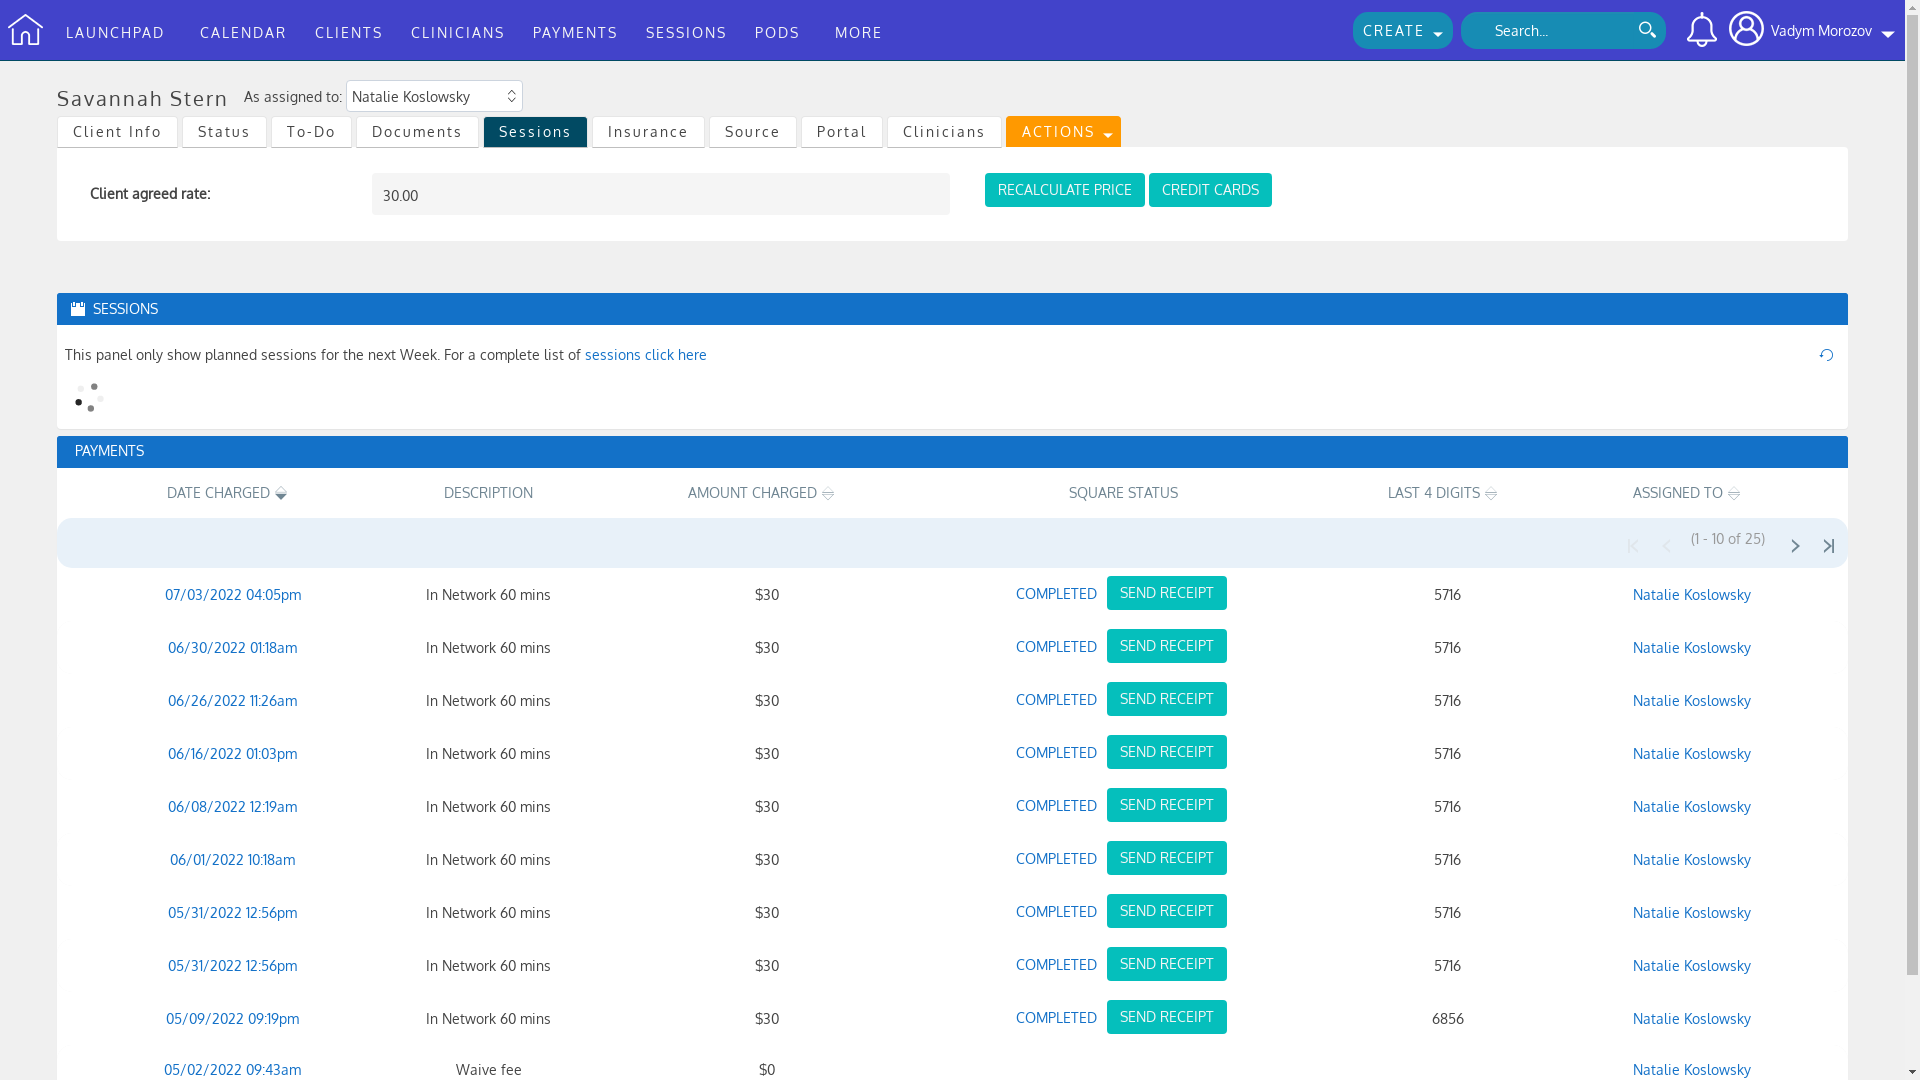 LAUNCHPAD CALENDAR CLIENTS CLINICIANS PAYMENTS SESSIONS PODS MORE CREATE Search... Vadym Morozov
Savannah Stern As assigned to: Natalie Koslowsky
Client Info Status To-Do Documents Sessions Insurance Source Portal Clinicians ACTIONS
Client agreed rate: 30.00 RECALCULATE PRICE CREDIT CARDS
SESSIONS
This panel only show planned sessions for the next Week. For a complete list of sessions click here
PAYMENTS
DATE CHARGED DESCRIPTION AMOUNT CHARGED SQUARE STATUS LAST 4 DIGITS ASSIGNED TO
(1 - 10 of 25)
07/03/2022 04:05pm In Network 60 mins $30 COMPLETED SEND RECEIPT 5716 Natalie Koslowsky
06/30/2022 01:18am In Network 60 mins $30 COMPLETED SEND RECEIPT 5716 Natalie Koslowsky
06/26/2022 11:26am In Network 60 mins $30 COMPLETED SEND RECEIPT 5716 Natalie Koslowsky
06/16/2022 01:03pm In Network 60 mins $30 COMPLETED SEND RECEIPT 5716 Natalie Koslowsky
06/08/2022 12:19am In Network 60 mins $30 COMPLETED SEND RECEIPT 5716 Natalie Koslowsky
06/01/2022 10:18am In Network 60 mins $30 COMPLETED SEND RECEIPT 5716 Natalie Koslowsky
05/31/2022 12:56pm In Network 60 mins $30 COMPLETED SEND RECEIPT 5716 Natalie Koslowsky
05/31/2022 12:56pm In Network 60 mins $30 COMPLETED SEND RECEIPT 5716 Natalie Koslowsky
05/09/2022 09:19pm In Network 60 mins $30 COMPLETED SEND RECEIPT 6856 Natalie Koslowsky
05/02/2022 09:43am Waive fee $0 Natalie Koslowsky